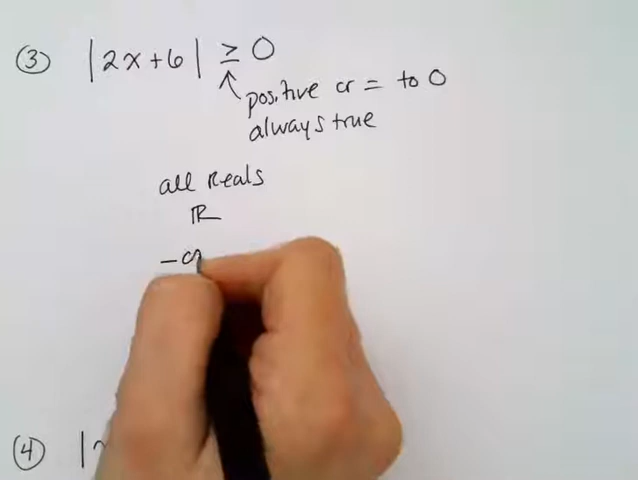 ③ |2x+6| ≥ 0
positive or = to 0
always true
all Reals
ℝ
-
④ |